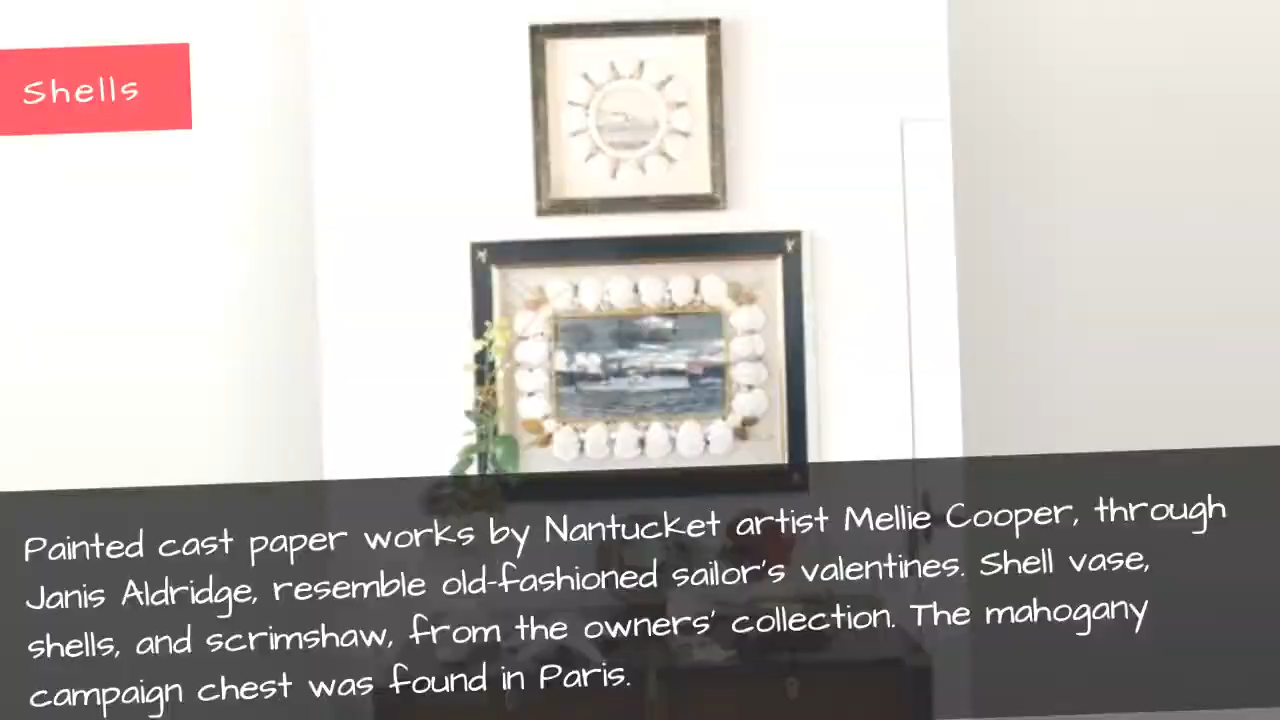 Shells
Painted cast paper works by Nantucket artist Mellie Cooper, through
Janis Aldridge, resemble old-fashioned sailor's valentines. Shell vase,
shells, and scrimshaw, from the owners' collection. The mahogany
campaign chest was found in Paris.